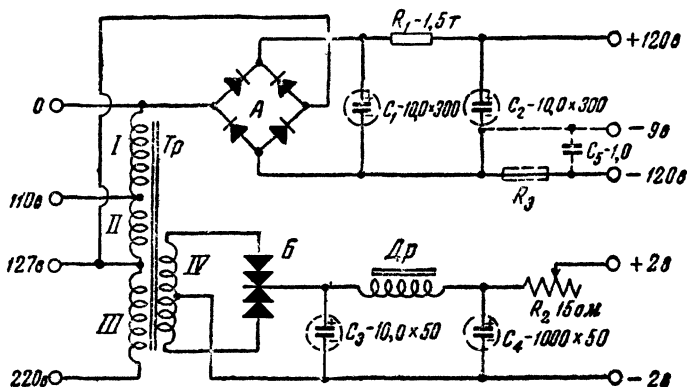 R₁-1,5т
+120в
0
А
C₁-10,0×300
C₂-10,0×300
-9в
I
Тр
C₅-1,0
110в
-120в
R₃
II
127в
IV
Б
Др
+2в
R₂ 15ом
III
C₃-10,0×50
C₄-1000×50
220в
-2в